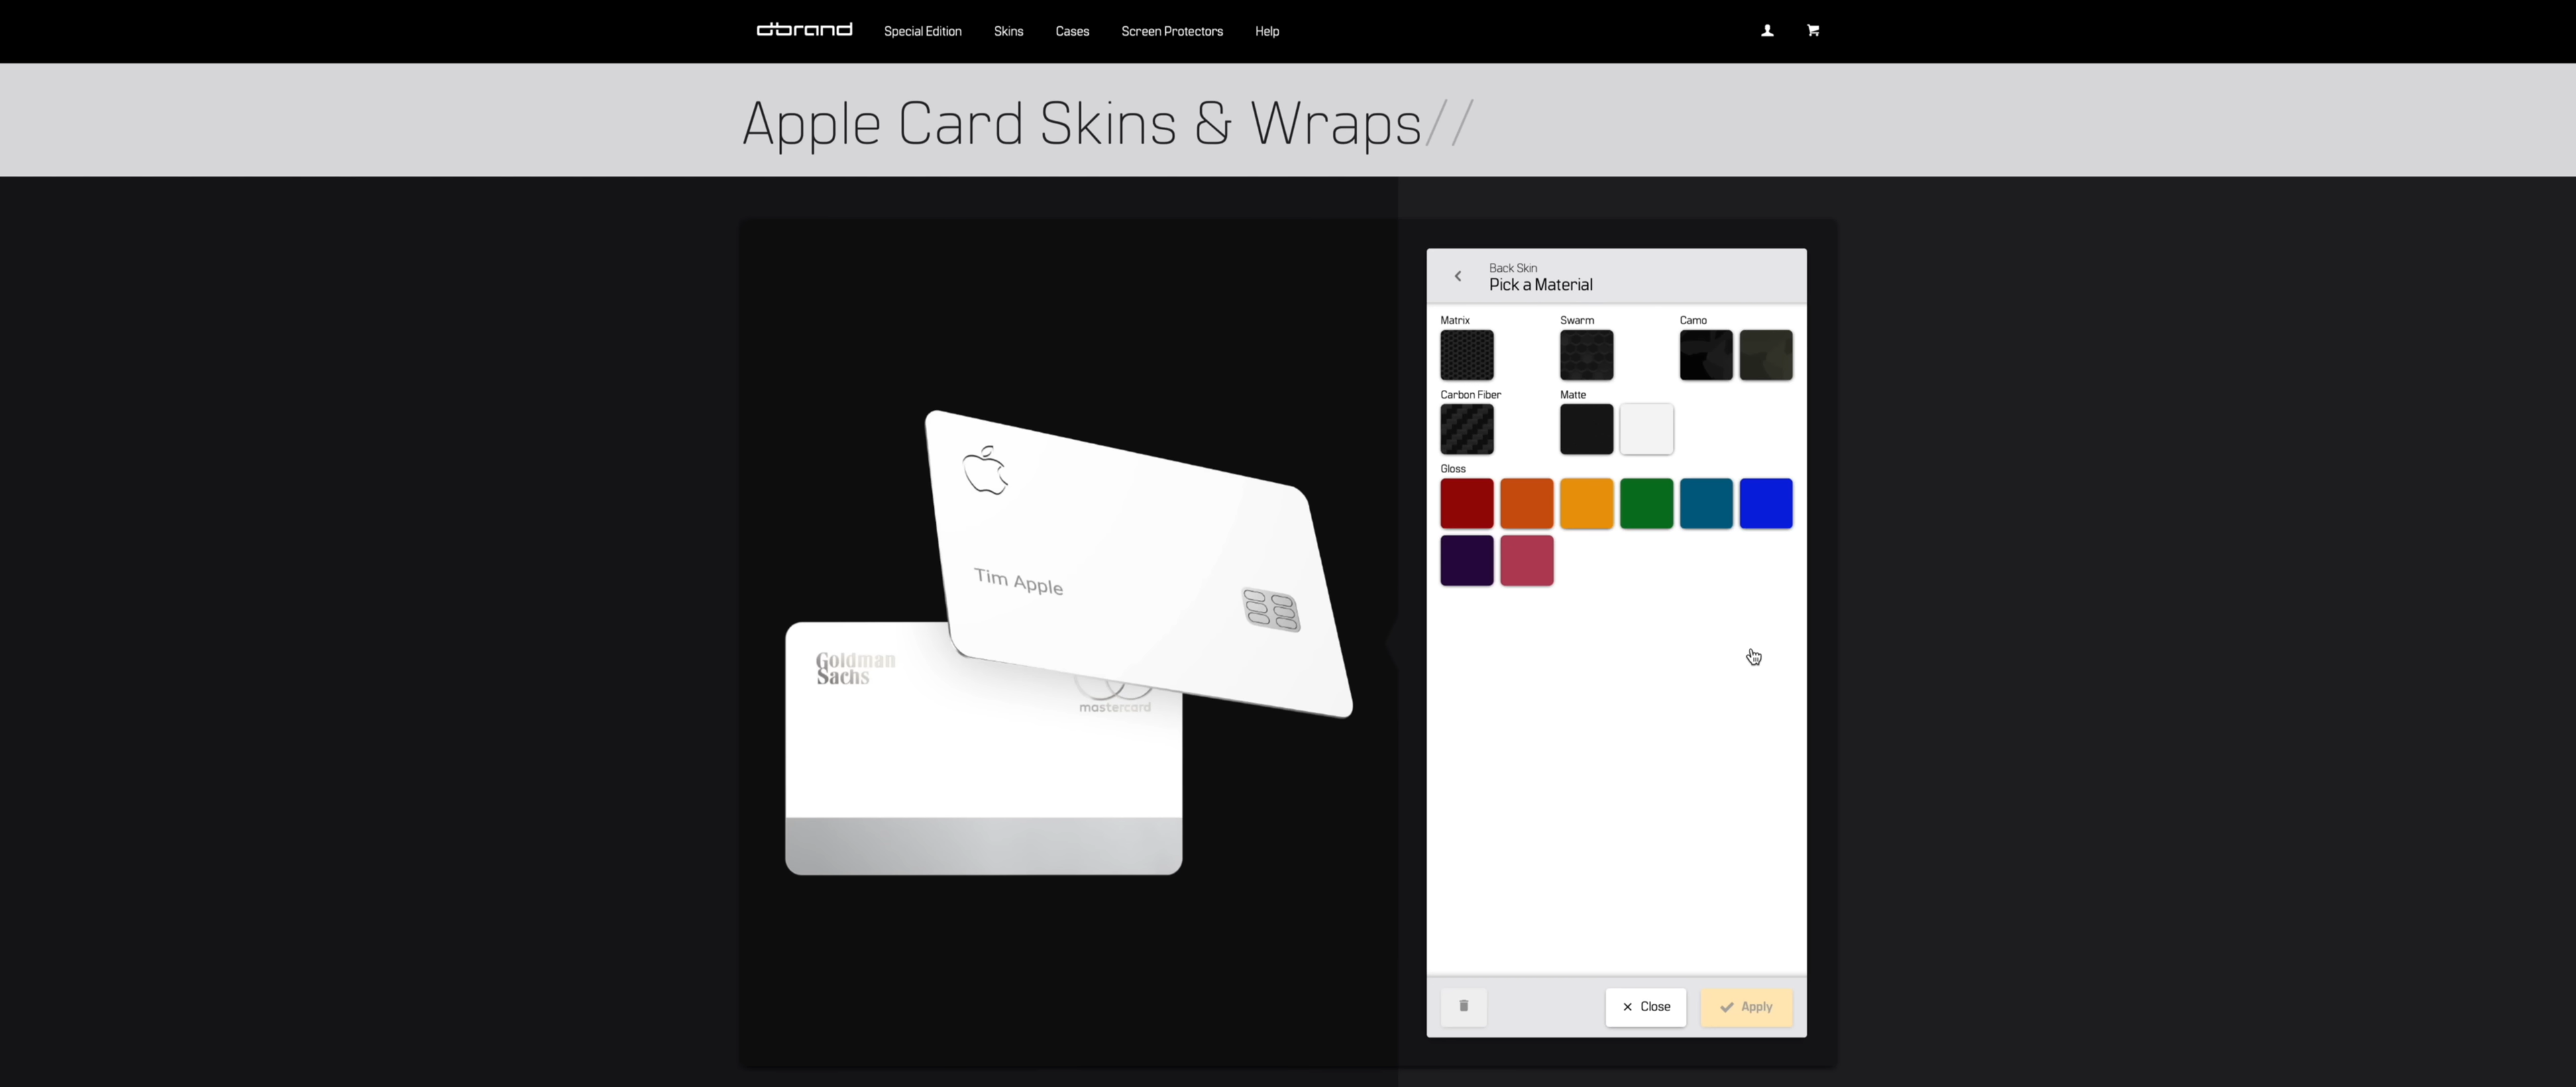 dbrand
Special Edition
Skins
Cases
Screen Protectors
Help
Apple Card Skins & Wraps//
Tim Apple
Goldman
Sachs
mastercard
Back Skin
Pick a Material
Matrix
Swarm
Camo
Carbon Fiber
Matte
Gloss
Close
Apply